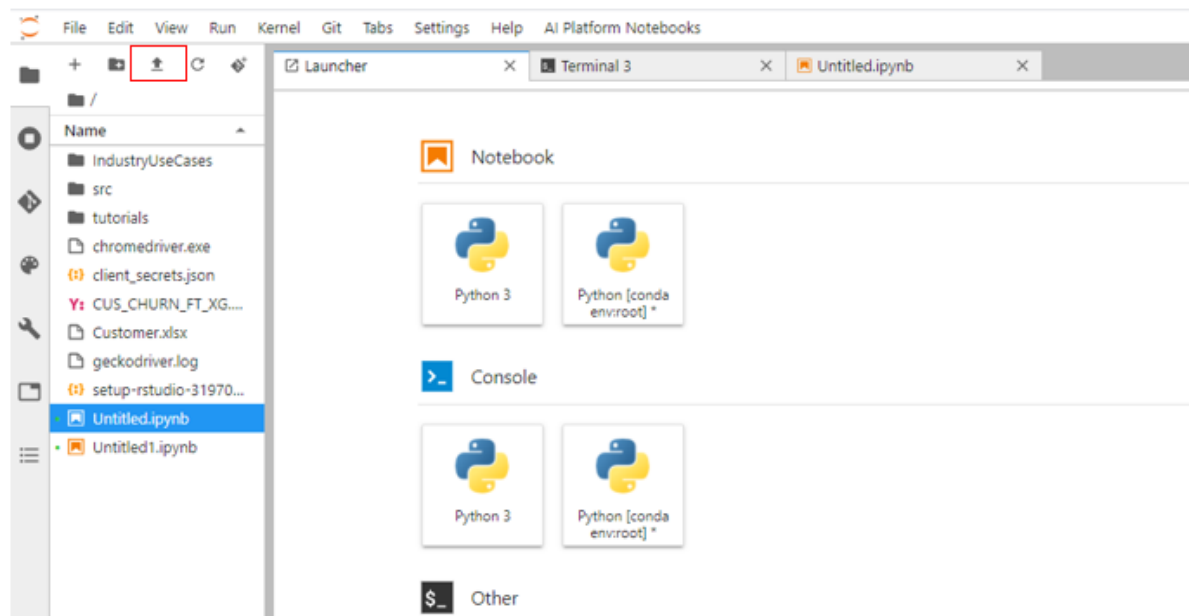 File Edit View Run Kernel Git Tabs Settings Help AI Platform Notebooks
Launcher Terminal 3 Untitled.ipynb
/
Name
IndustryUseCases
src
tutorials
chromedriver.exe
client_secrets.json
Y: CUS_CHURN_FT_XG....
Customer.xlsx
geckodriver.log
setup-rstudio-31970...
Untitled.ipynb
Untitled1.ipynb
Notebook
Python 3
Python [conda
env:root] *
Console
Python 3
Python [conda
env:root] *
$_ Other